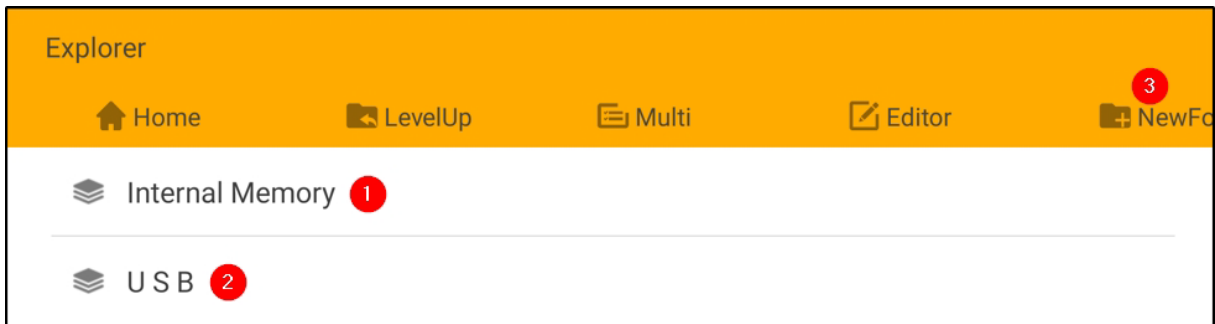 Explorer
3
Home LevelUp Multi Editor NewFo
Internal Memory 1
U S B 2